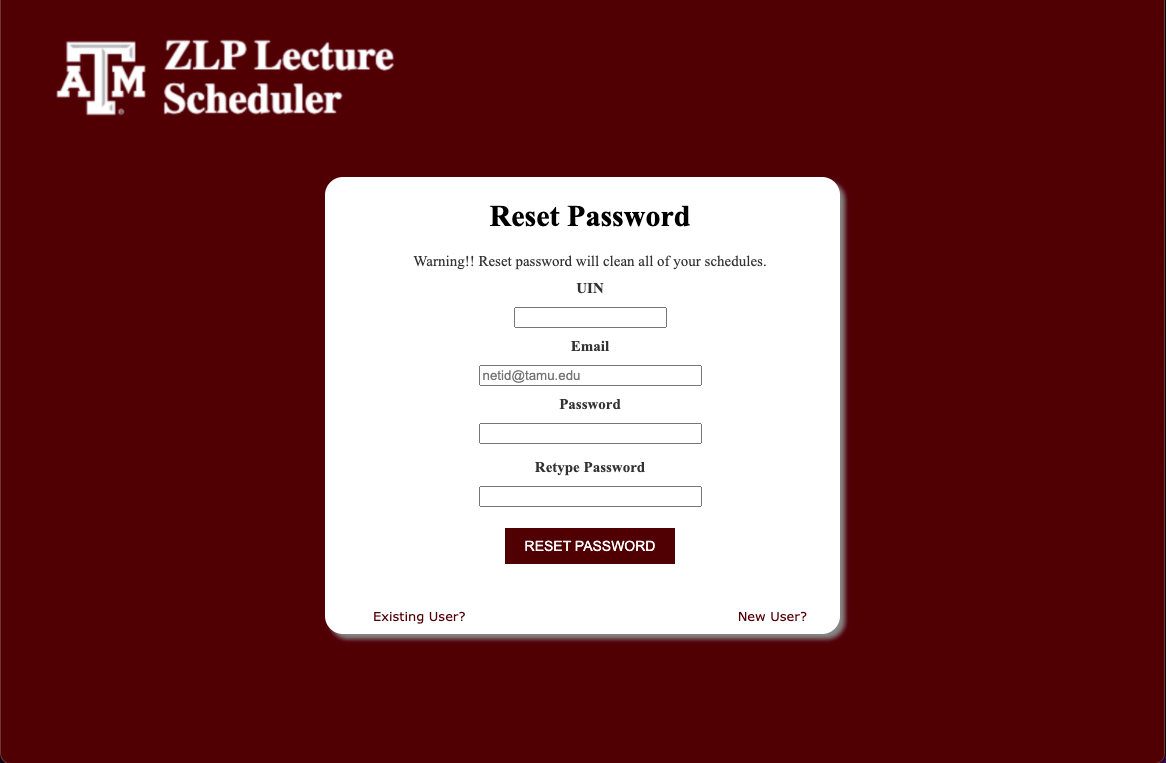 ATM
ZLP Lecture
Scheduler
Reset Password
Warning!! Reset password will clean all of your schedules.
UIN
Email
netid@tamu.edu
Password
Retype Password
RESET PASSWORD
Existing User?
New User?